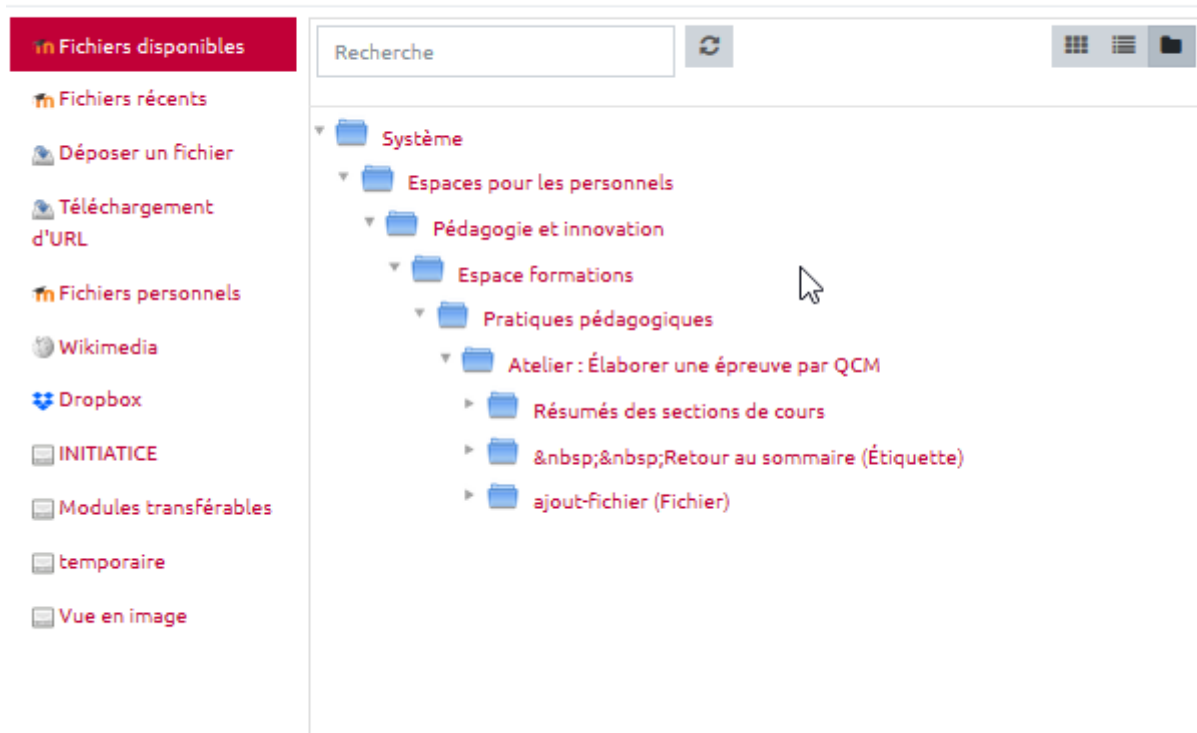 Fichiers disponibles
Fichiers récents
Déposer un fichier
Téléchargement
d'URL
Fichiers personnels
Wikimedia
Dropbox
INITIATICE
Modules transférables
temporaire
Vue en image
Recherche
Système
Espaces pour les personnels
Pédagogie et innovation
Espace formations
Pratiques pédagogiques
Atelier : Élaborer une épreuve par QCM
Résumés des sections de cours
&nbsp;&nbsp;Retour au sommaire (Étiquette)
ajout-fichier (Fichier)